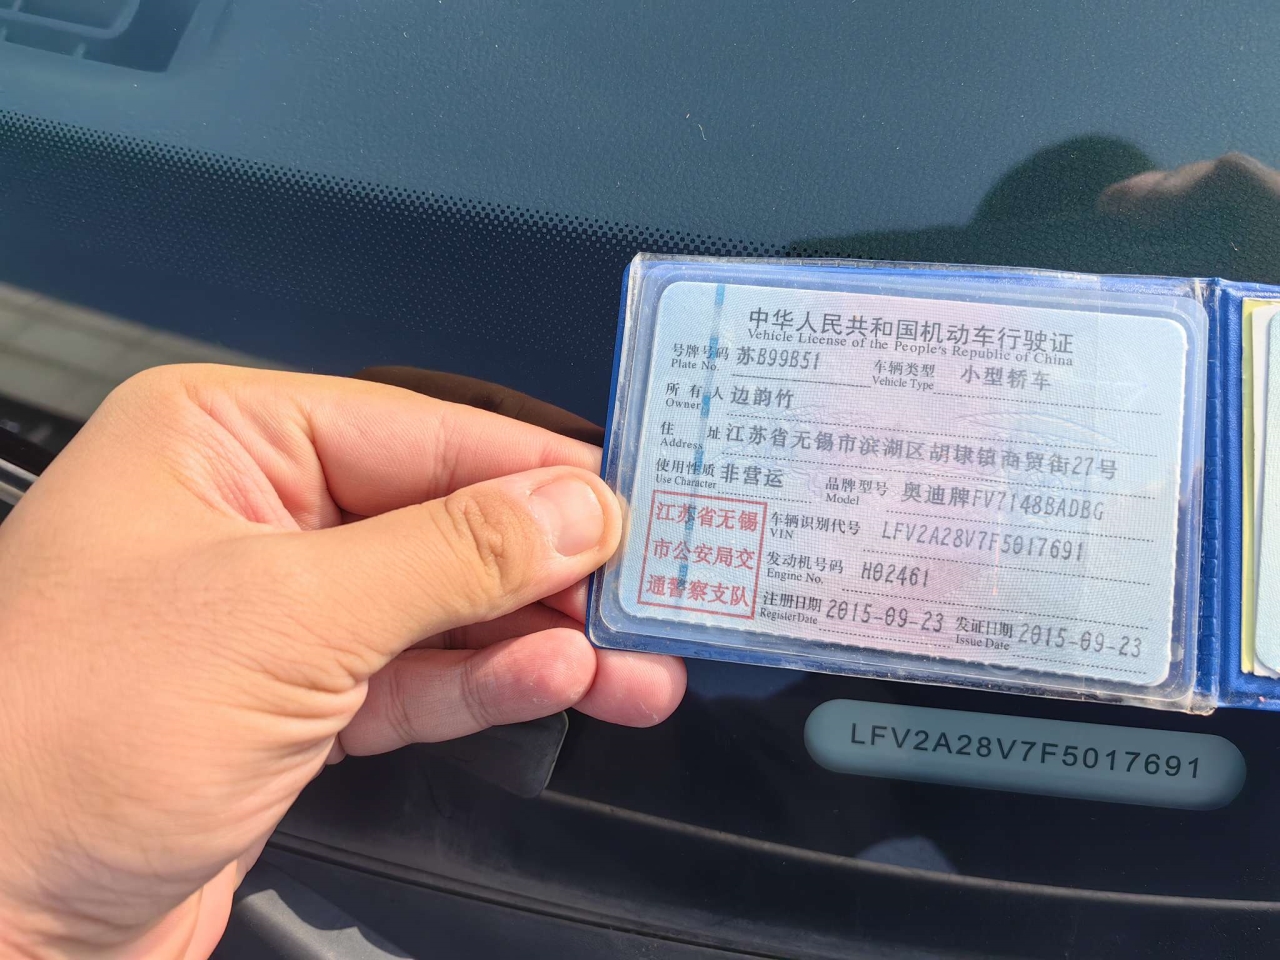 中华人民共和国机动车行驶证
Vehicle License of the People's Republic of China
号牌号码 苏B99B51 车辆类型 小型轿车
Plate No. Vehicle Type
所有人 边韵竹
Owner
住址 江苏省无锡市滨湖区胡埭镇商贸街27号
Address
使用性质 非营运 品牌型号 奥迪牌FV7148BADBG
Use Character Model
江苏省无锡
市公安局交
通警察支队
车辆识别代号 LFV2A28V7F5017691
VIN
发动机号码 H02461
Engine No.
注册日期 2015-09-23 发证日期 2015-09-23
Register Date Issue Date
LFV2A28V7F5017691